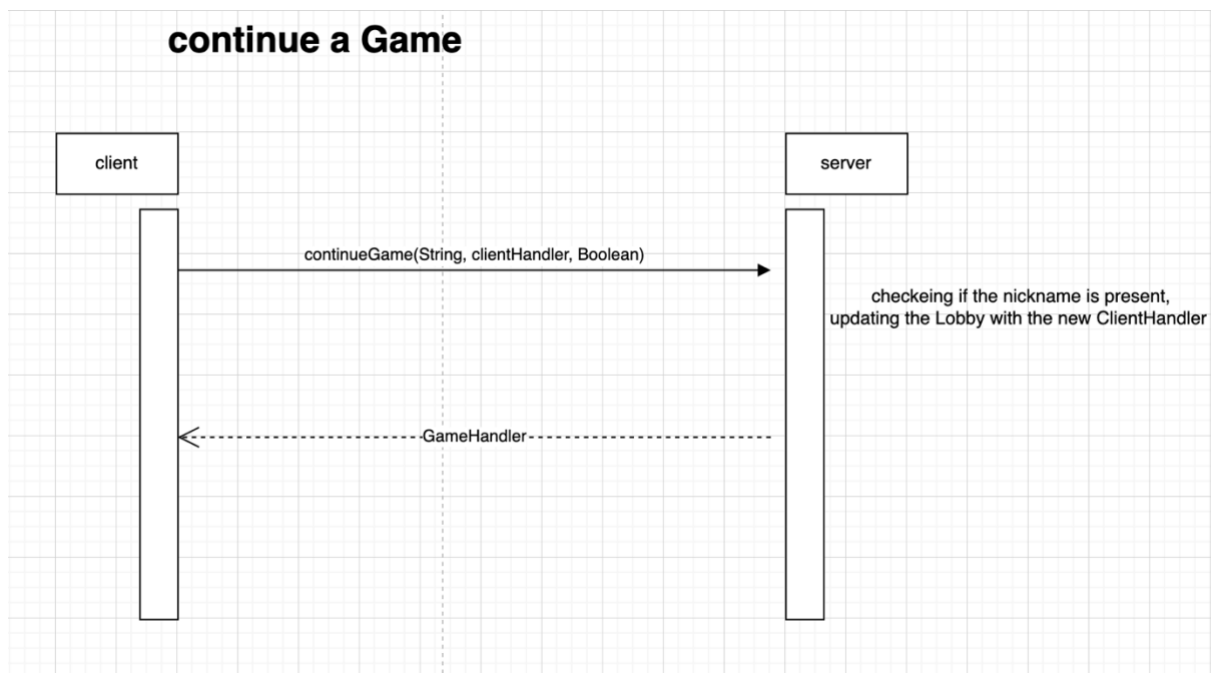 continue a Game
client
server
continueGame(String, clientHandler, Boolean)
checkeing if the nickname is present,
updating the Lobby with the new ClientHandler
GameHandler